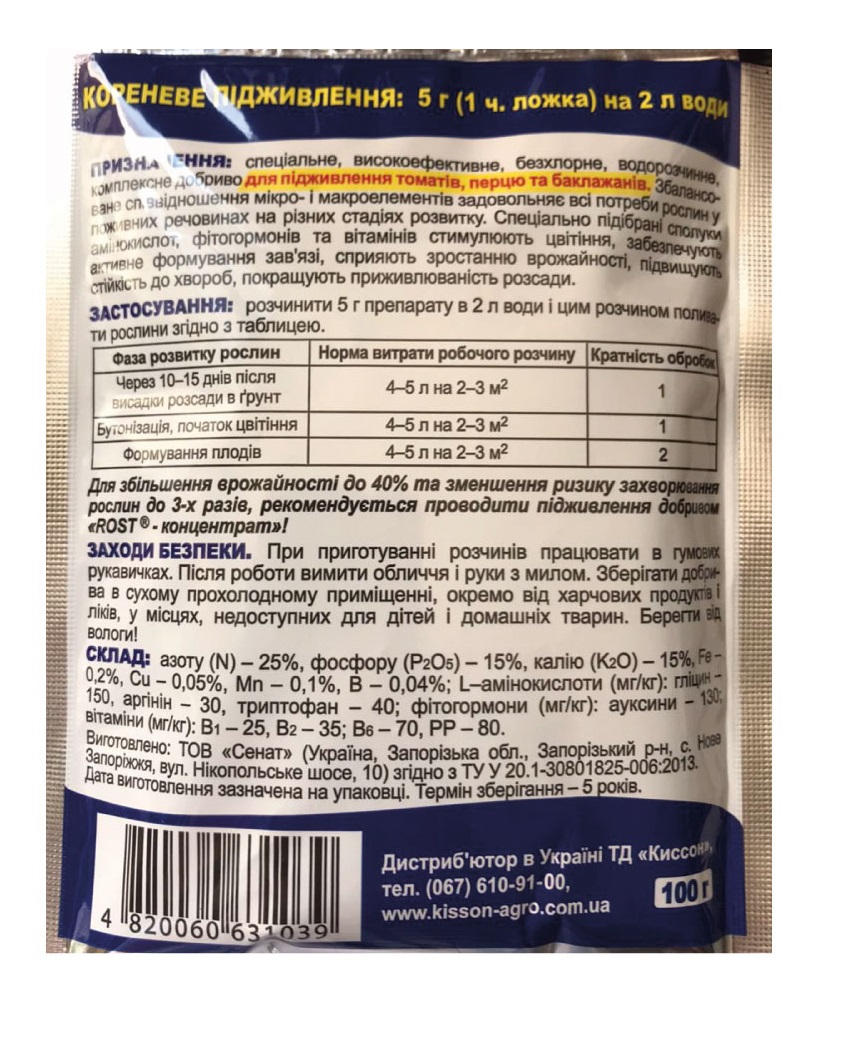 КОРЕНЕВЕ ПІДЖИВЛЕННЯ: 5 г (1 ч. ложка) на 2 л води
ПРИЗНАЧЕННЯ: спеціальне, високоефективне, безхлорне, водорозчинне,
комплексне добриво для підживлення томатів, перцю та баклажанів. Збалансо-
ване співвідношення мікро- і макроелементів задовольняє всі потреби рослин у
поживних речовинах на різних стадіях розвитку. Спеціально підібрані сполуки
амінокислот, фітогормонів та вітамінів стимулюють цвітіння, забезпечують
активне формування зав'язі, сприяють зростанню врожайності, підвищують
стійкість до хвороб, покращують приживлюваність розсади.
ЗАСТОСУВАННЯ: розчинити 5 г препарату в 2 л води і цим розчином полива-
ти рослини згідно з таблицею.
Фаза розвитку рослин Норма витрати робочого розчину Кратність обробок
Через 10–15 днів після
висадки розсади в ґрунт 4–5 л на 2–3 м² 1
Бутонізація, початок цвітіння 4–5 л на 2–3 м² 1
Формування плодів 4–5 л на 2–3 м² 2
Для збільшення врожайності до 40% та зменшення ризику захворювання
рослин до 3-х разів, рекомендується проводити підживлення добривом
«ROST® - концентрат»!
ЗАХОДИ БЕЗПЕКИ. При приготуванні розчинів працювати в гумових
рукавичках. Після роботи вимити обличчя і руки з милом. Зберігати добри-
ва в сухому прохолодному приміщенні, окремо від харчових продуктів і
ліків, у місцях, недоступних для дітей і домашніх тварин. Берегти від
вологи!
СКЛАД: азоту (N) – 25%, фосфору (P₂O₅) – 15%, калію (K₂O) – 15%, Fe –
0,2%, Cu – 0,05%, Mn – 0,1%, B – 0,04%; L–амінокислоти (мг/кг): гліцин –
150, аргінін – 30, триптофан – 40; фітогормони (мг/кг): ауксини – 130;
вітаміни (мг/кг): B₁ – 25, B₂ – 35; B₆ – 70, PP – 80.
Виготовлено: ТОВ «Сенат» (Україна, Запорізька обл., Запорізький р-н, с. Нове
Запоріжжя, вул. Нікопольське шосе, 10) згідно з ТУ У 20.1-30801825-006:2013.
Дата виготовлення зазначена на упаковці. Термін зберігання – 5 років.
Дистриб'ютор в Україні ТД «Киссон»,
тел. (067) 610-91-00,
www.kisson-agro.com.ua
100 г
4 820060 631039